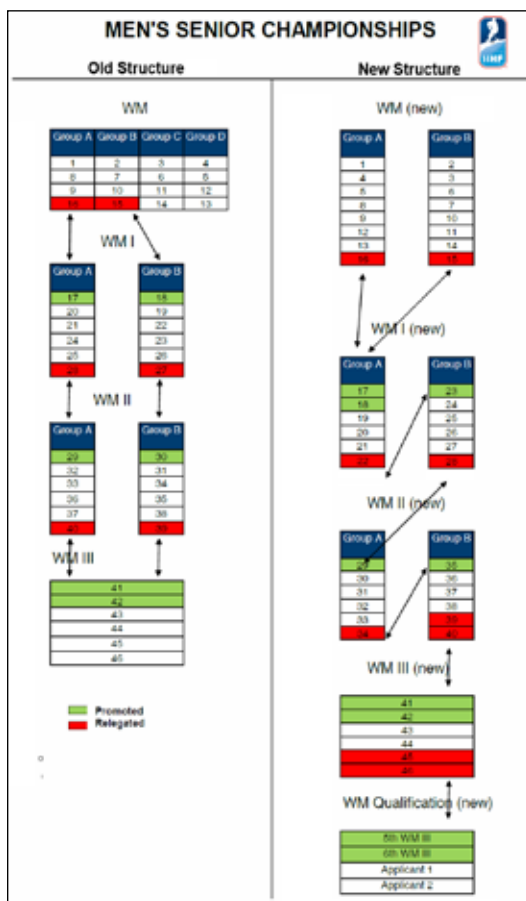 MEN'S SENIOR CHAMPIONSHIPS
IIHF
Old Structure
WM
Group A Group B Group C Group D
1 2 3 4
8 7 6 5
9 10 11 12
16 15 14 13
WM I
Group A Group B
17 18
20 19
21 22
24 23
25 26
28 27
WM II
Group A Group B
29 30
32 31
33 34
36 35
37 38
40 39
WM III
41
42
43
44
45
46
Promoted
Relegated
New Structure
WM (new)
Group A Group B
1 2
4 3
5 6
8 7
9 10
12 11
13 14
16 15
WM I (new)
Group A Group B
17 23
18 24
19 25
20 26
21 27
22 28
WM II (new)
Group A Group B
29 35
30 36
31 37
32 38
33 39
34 40
WM III (new)
41
42
43
44
45
46
WM Qualification (new)
5th WM III
6th WM III
Applicant 1
Applicant 2